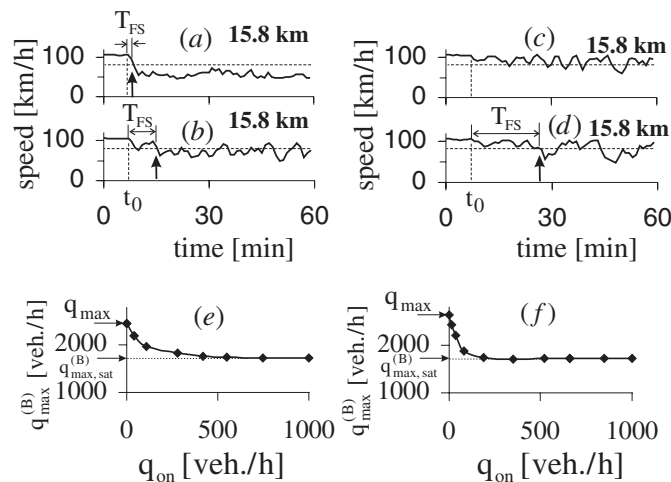 T_FS
(a) 15.8 km
(c) 15.8 km
speed [km/h]
100
0
100
0
T_FS
(b) 15.8 km
T_FS
(d) 15.8 km
100
0
100
0
0 t_0 30 60
time [min]
0 t_0 30 60
time [min]
q_max
(e)
q_max
(f)
q_max^(B) [veh./h]
2000
q_max,sat^(B)
1000
q_max^(B) [veh./h]
2000
q_max,sat^(B)
1000
0 500 1000
q_on [veh./h]
0 500 1000
q_on [veh./h]